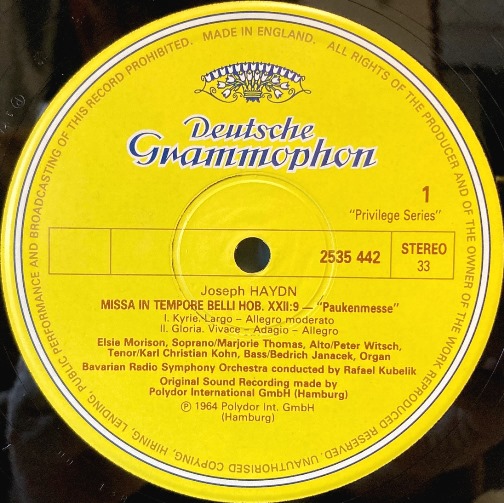 MADE IN ENGLAND. ALL RIGHTS OF THE PRODUCER AND OF THE OWNER OF THE WORK REPRODUCED RESERVED. UNAUTHORISED COPYING, HIRING, LENDING, PUBLIC PERFORMANCE AND BROADCASTING OF THIS RECORD PROHIBITED.
Deutsche
Grammophon
1
"Privilege Series"
2535 442
STEREO
33
Joseph HAYDN
MISSA IN TEMPORE BELLI HOB. XXII:9 — "Paukenmesse"
I. Kyrie. Largo – Allegro moderato
II. Gloria. Vivace – Adagio – Allegro
Elsie Morison, Soprano/Marjorie Thomas, Alto/Peter Witsch,
Tenor/Karl Christian Kohn, Bass/Bedrich Janacek, Organ
Bavarian Radio Symphony Orchestra conducted by Rafael Kubelik
Original Sound Recording made by
Polydor International GmbH (Hamburg)
℗ 1964 Polydor Int. GmbH
(Hamburg)